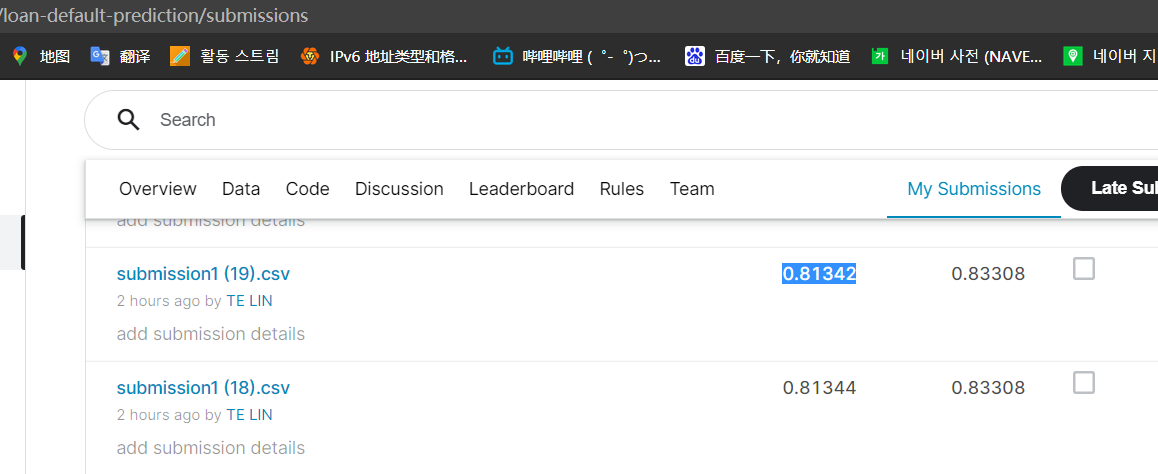 /loan-default-prediction/submissions
地图 翻译 활동 스트림 IPv6 地址类型和格... 哔哩哔哩 ( ゜- ゜)つ... 百度一下，你就知道 네이버 사전 (NAVE... 네이버 지
Search
Overview Data Code Discussion Leaderboard Rules Team My Submissions Late Sul
add submission details
submission1 (19).csv 0.81342 0.83308
2 hours ago by TE LIN
add submission details
submission1 (18).csv 0.81344 0.83308
2 hours ago by TE LIN
add submission details